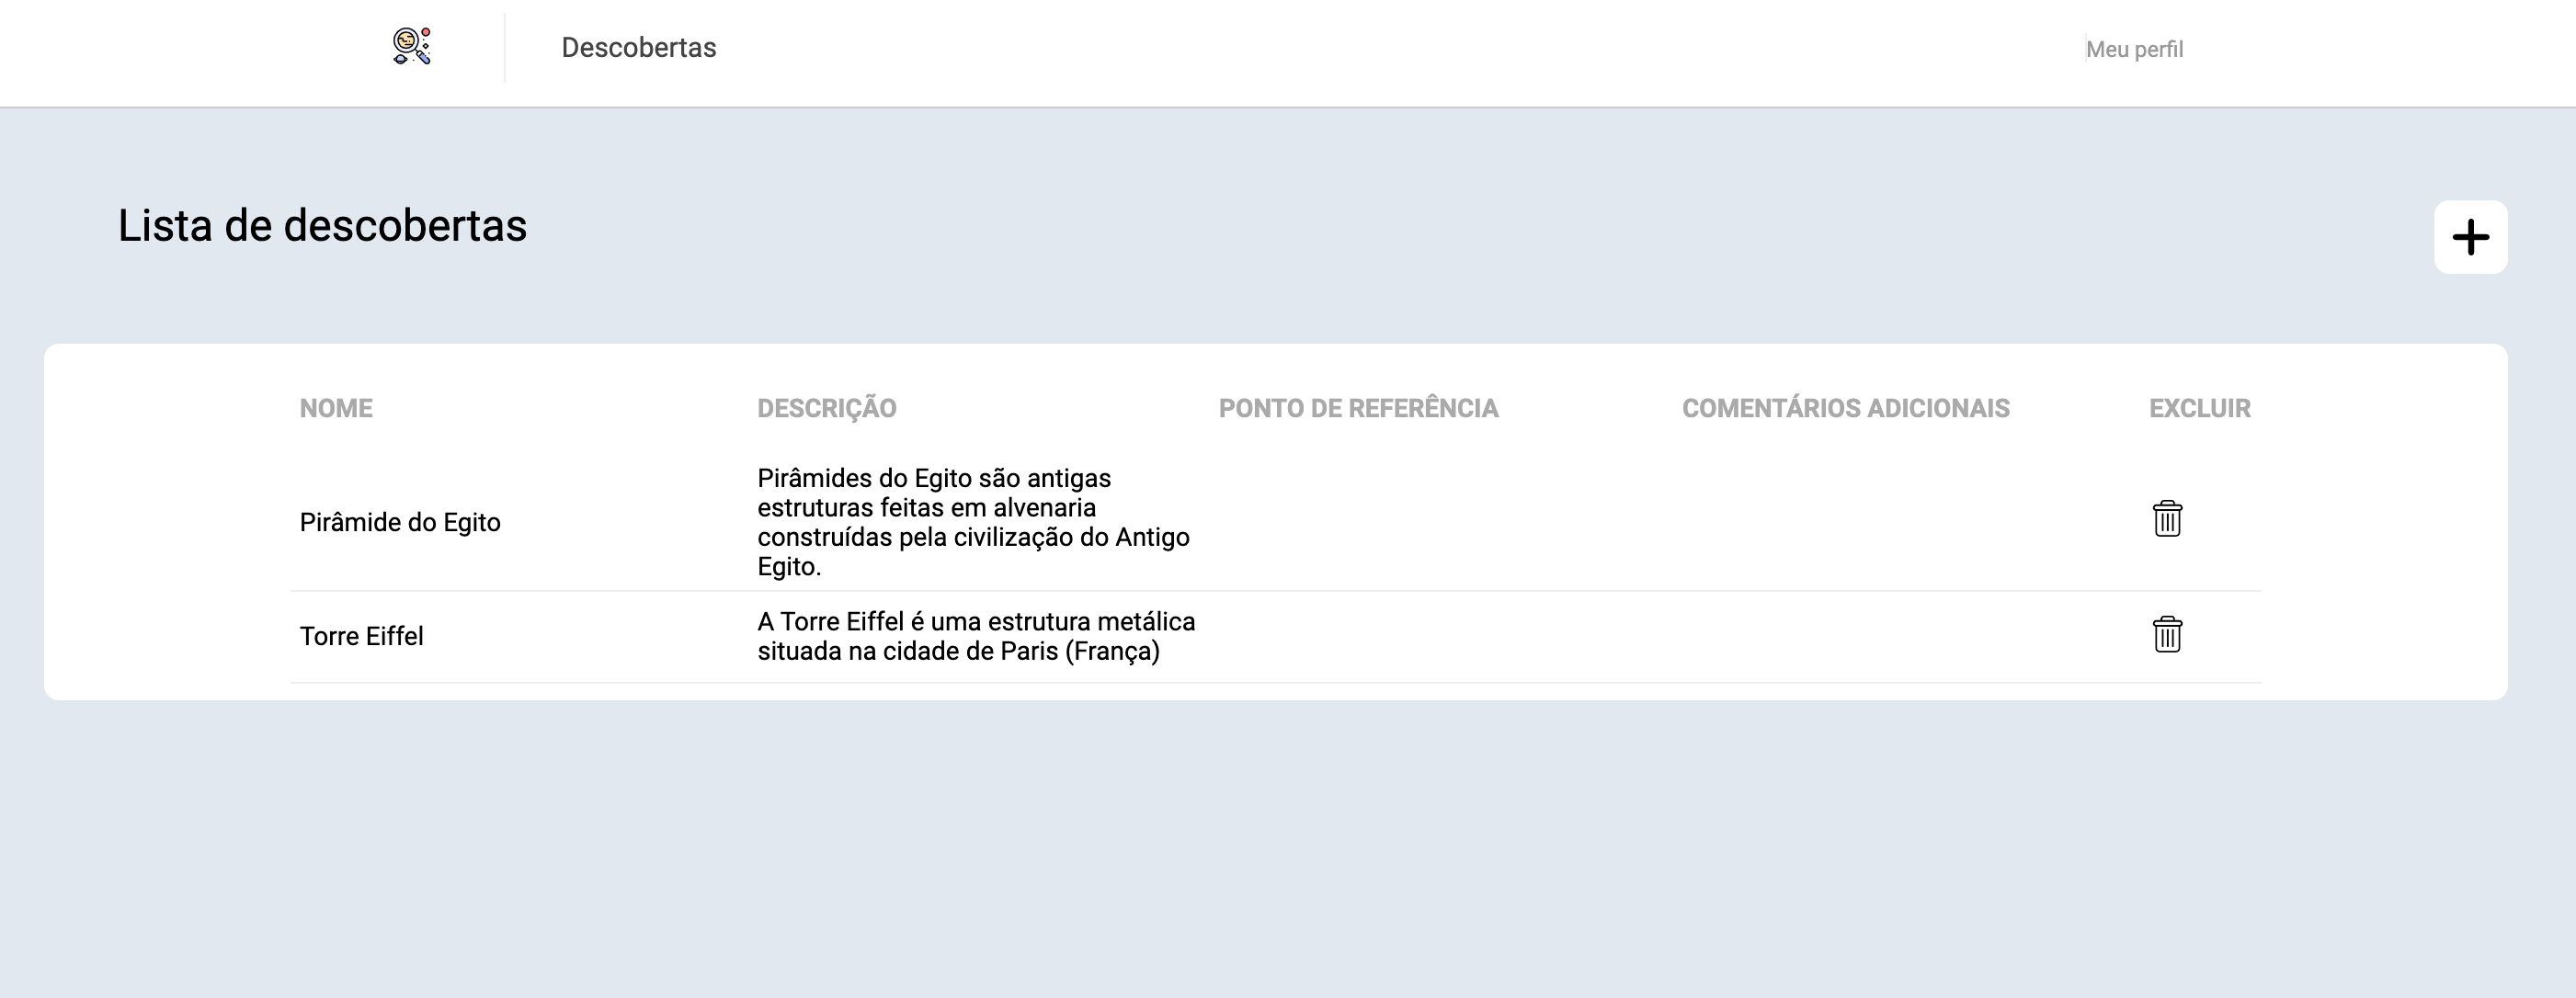 Descobertas
Meu perfil
Lista de descobertas
NOME
DESCRIÇÃO
PONTO DE REFERÊNCIA
COMENTÁRIOS ADICIONAIS
EXCLUIR
Pirâmide do Egito
Pirâmides do Egito são antigas
estruturas feitas em alvenaria
construídas pela civilização do Antigo
Egito.
Torre Eiffel
A Torre Eiffel é uma estrutura metálica
situada na cidade de Paris (França)